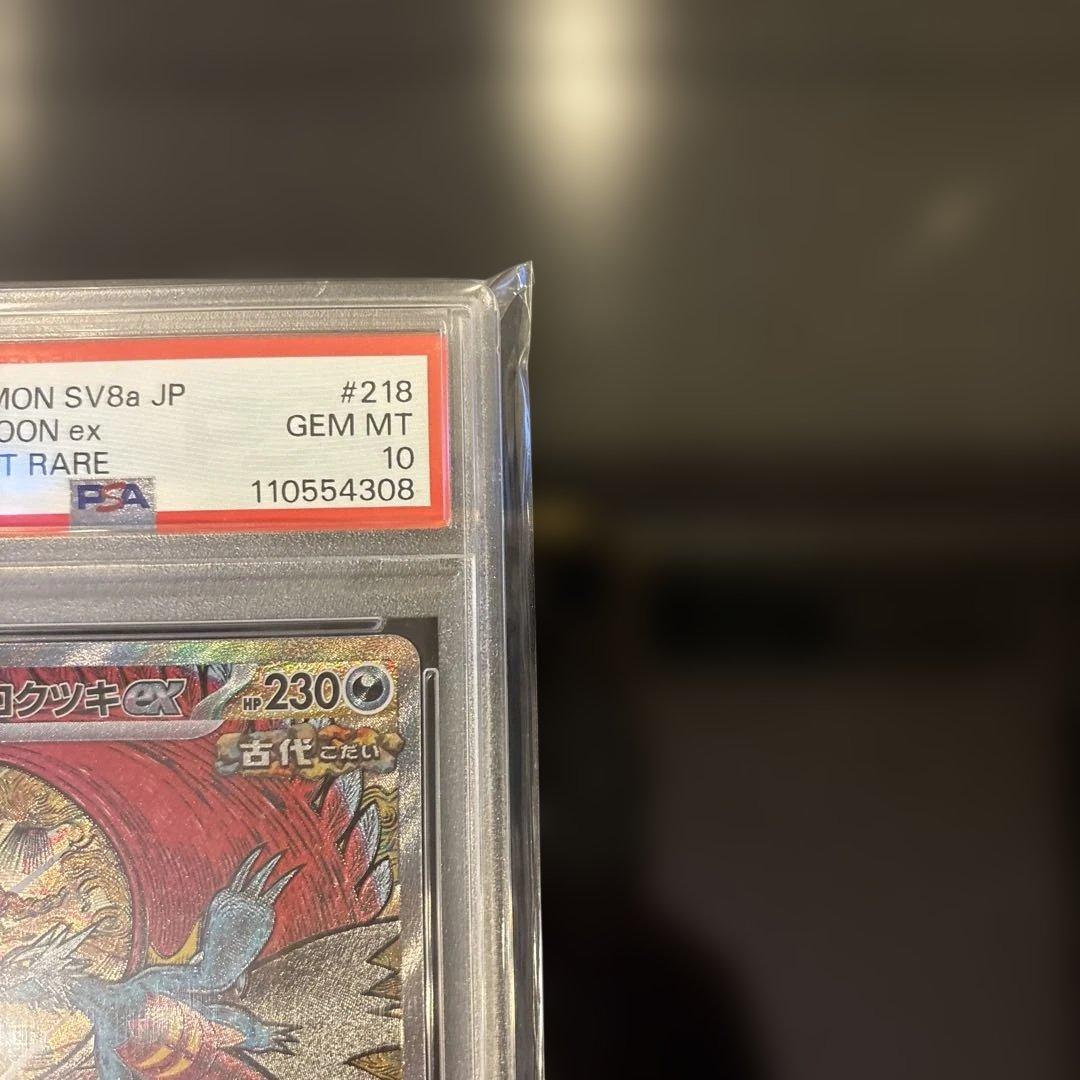 MON SV8a JP #218
OON ex GEM MT
T RARE 10
PSA 110554308
コクツキex HP230
古代 こだい